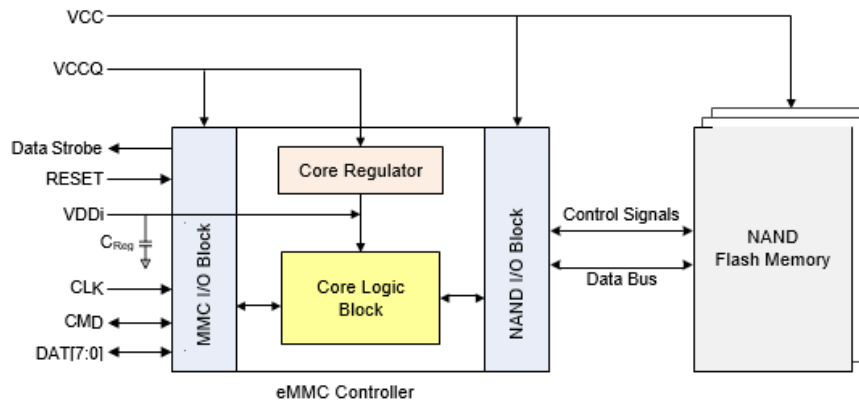 VCC
VCCQ
Data Strobe
RESET
VDDi
CReg
CLK
CMD
DAT[7:0]
MMC I/O Block
Core Regulator
Core Logic
Block
NAND I/O Block
Control Signals
Data Bus
NAND
Flash Memory
eMMC Controller